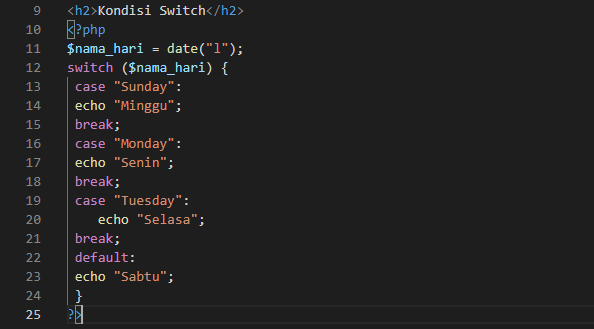 9 <h2>Kondisi Switch</h2>
10 <?php
11 $nama_hari = date("l");
12 switch ($nama_hari) {
13 case "Sunday":
14 echo "Minggu";
15 break;
16 case "Monday":
17 echo "Senin";
18 break;
19 case "Tuesday":
20 echo "Selasa";
21 break;
22 default:
23 echo "Sabtu";
24 }
25 ?>